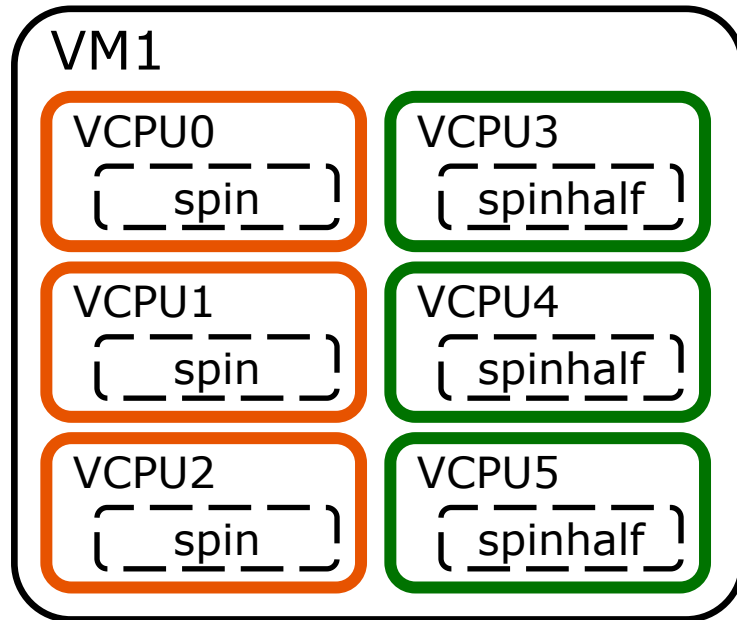 VM1
VCPU0
spin
VCPU3
spinhalf
VCPU1
spin
VCPU4
spinhalf
VCPU2
spin
VCPU5
spinhalf